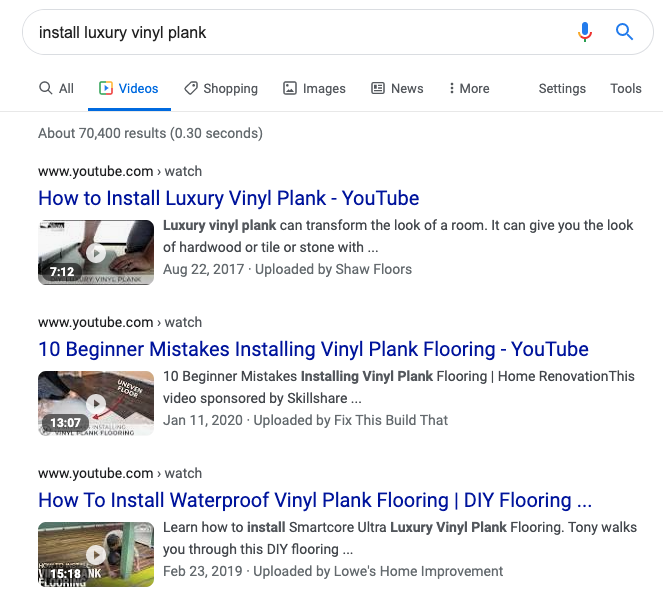 install luxury vinyl plank
All Videos Shopping Images News More Settings Tools
About 70,400 results (0.30 seconds)
www.youtube.com › watch
How to Install Luxury Vinyl Plank - YouTube
7:12
Luxury vinyl plank can transform the look of a room. It can give you the look
of hardwood or tile or stone with ...
Aug 22, 2017 · Uploaded by Shaw Floors
www.youtube.com › watch
10 Beginner Mistakes Installing Vinyl Plank Flooring - YouTube
UNEVEN
FLOOR
13:07
INSTALLING
VINYL PLANK FLOORING
10 Beginner Mistakes Installing Vinyl Plank Flooring | Home RenovationThis
video sponsored by Skillshare ...
Jan 11, 2020 · Uploaded by Fix This Build That
www.youtube.com › watch
How To Install Waterproof Vinyl Plank Flooring | DIY Flooring ...
HOW TO INSTALL
15:18
FLOORING
Learn how to install Smartcore Ultra Luxury Vinyl Plank Flooring. Tony walks
you through this DIY flooring ...
Feb 23, 2019 · Uploaded by Lowe's Home Improvement